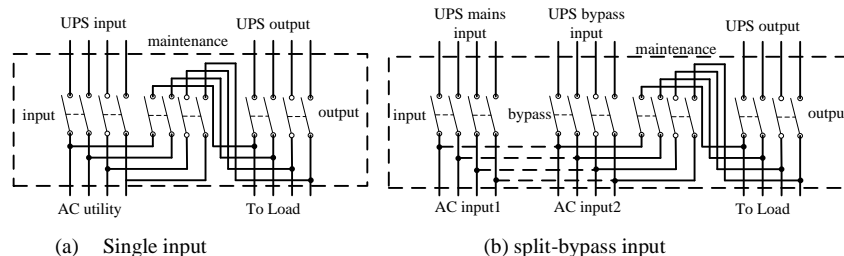 UPS input
UPS output
maintenance
input
output
AC utility
To Load
(a) Single input
UPS mains
input
UPS bypass
input
UPS output
maintenance
input
bypass
output
AC input1
AC input2
To Load
(b) split-bypass input